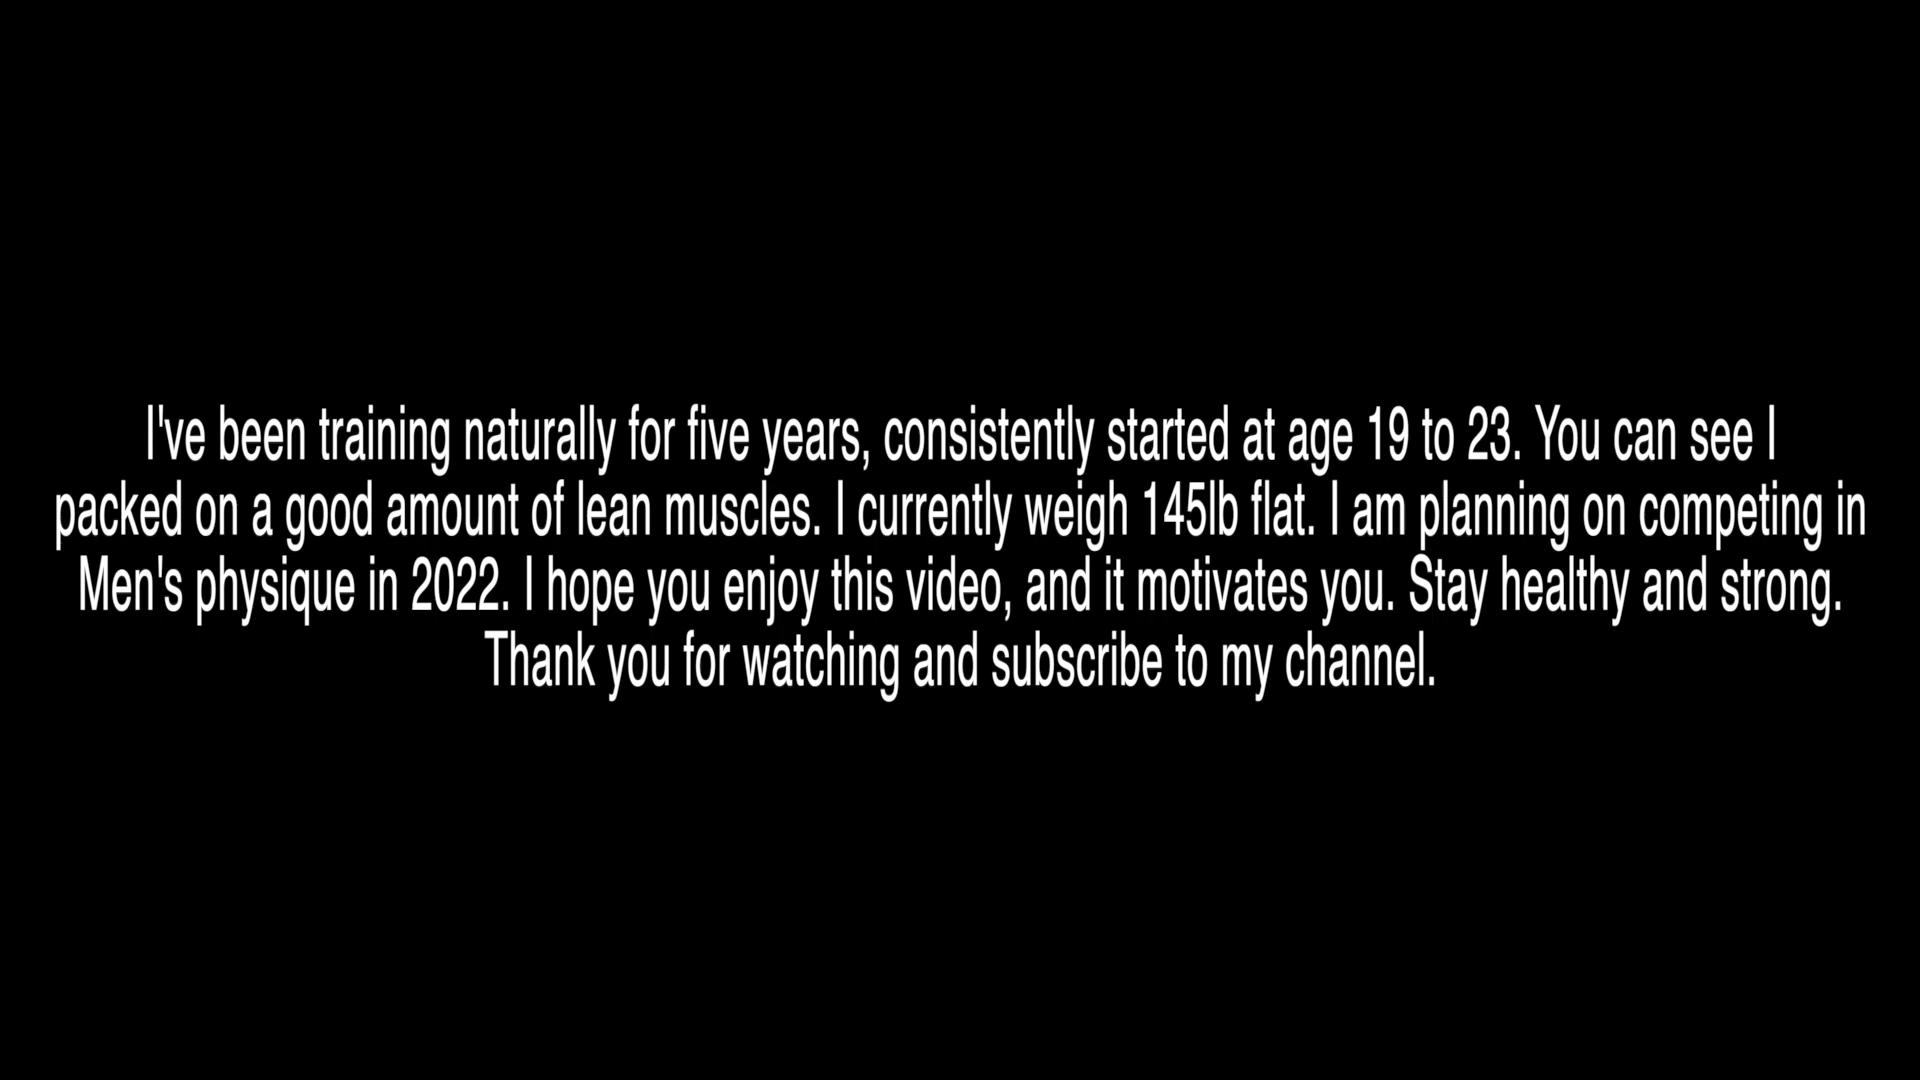 I've been training naturally for five years, consistently started at age 19 to 23. You can see I
packed on a good amount of lean muscles. I currently weigh 145lb flat. I am planning on competing in
Men's physique in 2022. I hope you enjoy this video, and it motivates you. Stay healthy and strong.
Thank you for watching and subscribe to my channel.